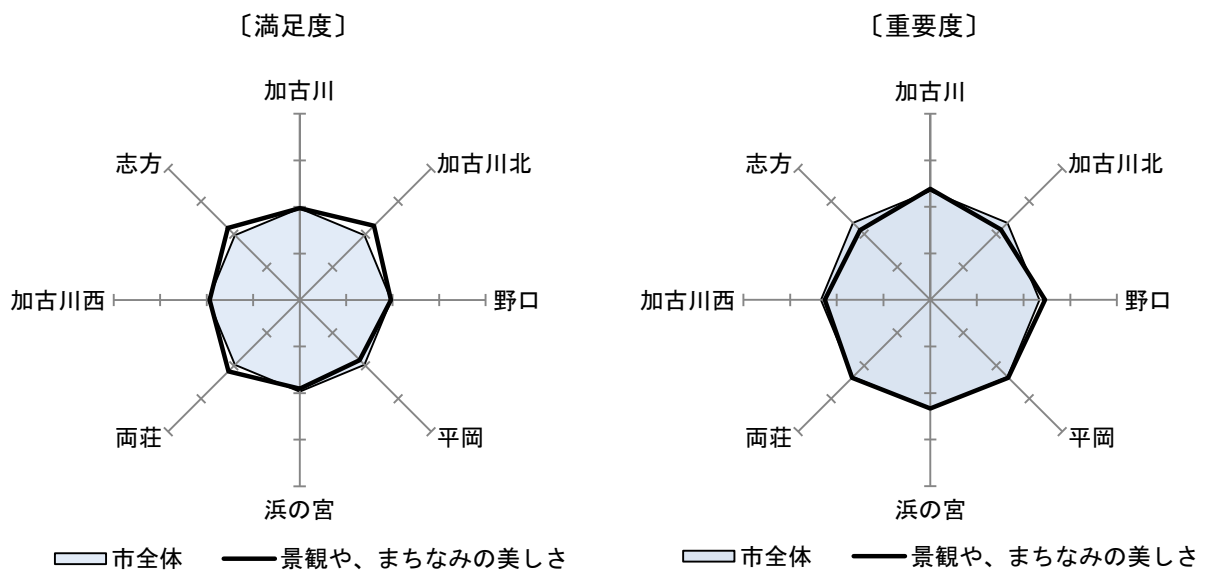 〔満足度〕
加古川
加古川北
野口
平岡
浜の宮
両荘
加古川西
志方
市全体
景観や、まちなみの美しさ
〔重要度〕
加古川
加古川北
野口
平岡
浜の宮
両荘
加古川西
志方
市全体
景観や、まちなみの美しさ